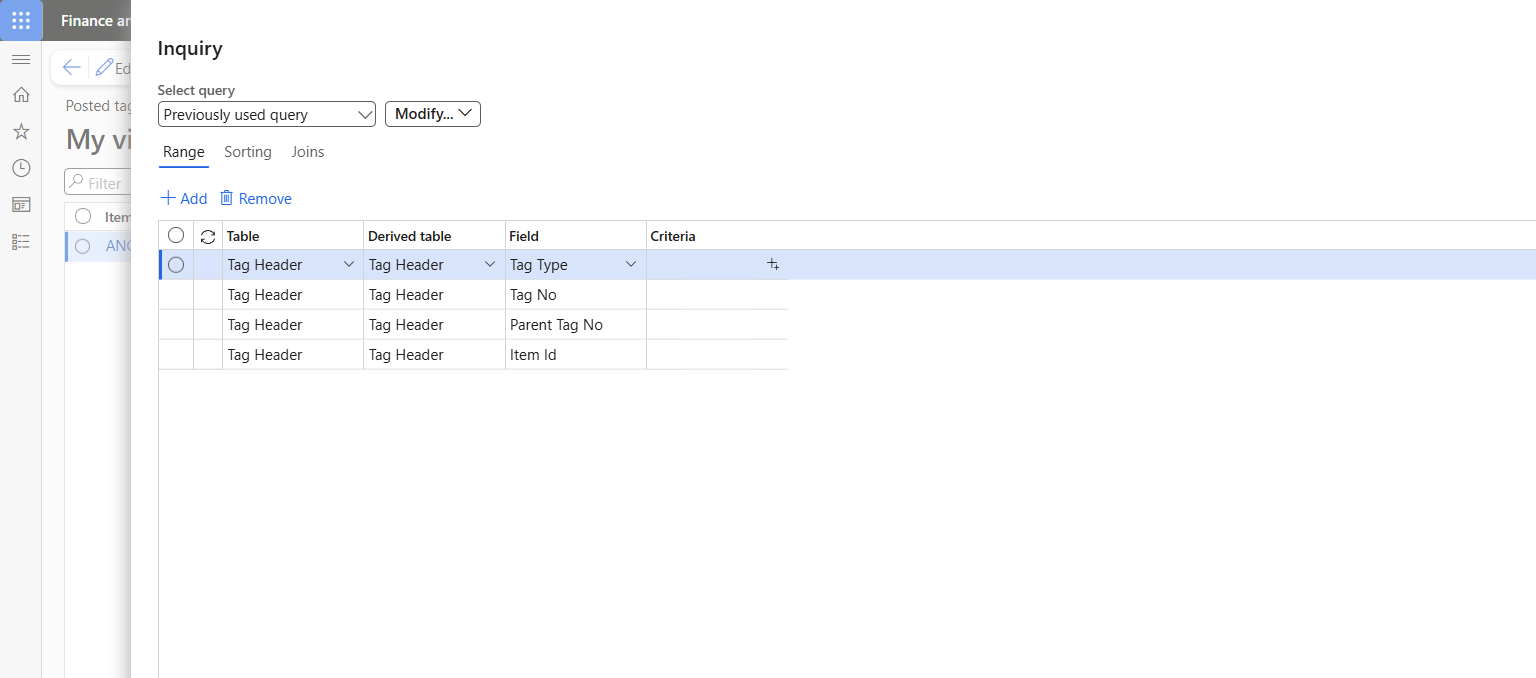 Finance an
Inquiry
Ed
Select query
Posted tag
Previously used query
Modify...
My vi
Range Sorting Joins
Filter
Add Remove
Item
Table Derived table Field Criteria
Tag Header Tag Header Tag Type
Tag Header Tag Header Tag No
Tag Header Tag Header Parent Tag No
Tag Header Tag Header Item Id